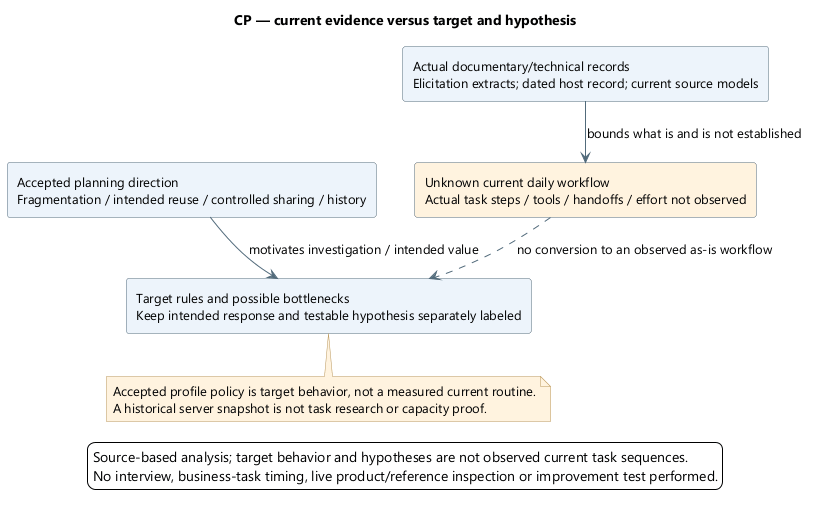 CP — current evidence versus target and hypothesis
Actual documentary/technical records
Elicitation extracts; dated host record; current source models
bounds what is and is not established
Accepted planning direction
Fragmentation / intended reuse / controlled sharing / history
Unknown current daily workflow
Actual task steps / tools / handoffs / effort not observed
motivates investigation / intended value
no conversion to an observed as-is workflow
Target rules and possible bottlenecks
Keep intended response and testable hypothesis separately labeled
Accepted profile policy is target behavior, not a measured current routine.
A historical server snapshot is not task research or capacity proof.
Source-based analysis; target behavior and hypotheses are not observed current task sequences.
No interview, business-task timing, live product/reference inspection or improvement test performed.